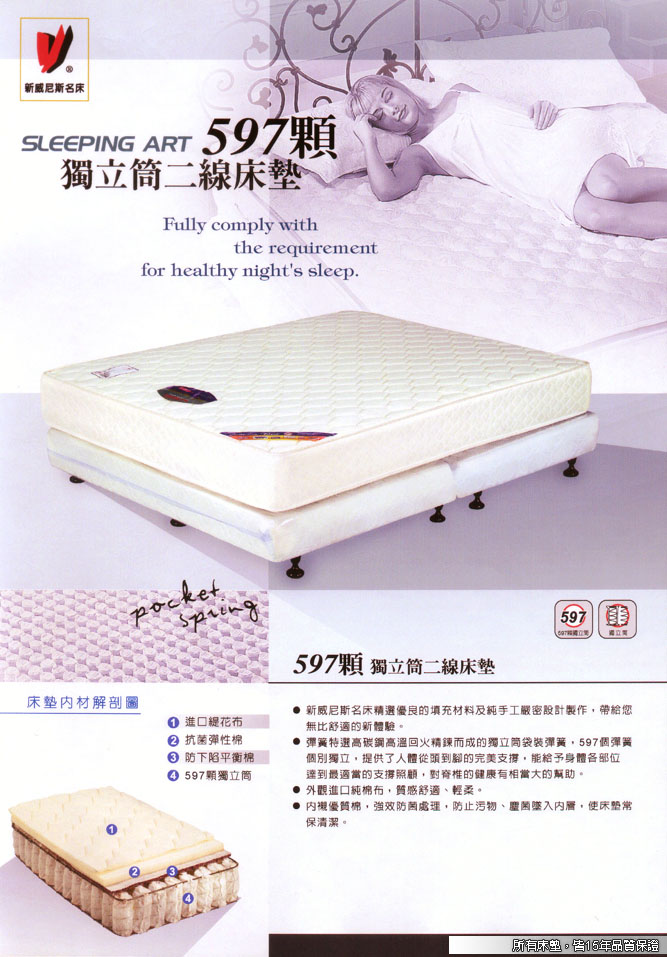 新威尼斯名床
SLEEPING ART 597顆
獨立筒二線床墊
Fully comply with
the requirement
for healthy night's sleep.
pocket
spring
597
597顆獨立筒
獨立筒
597顆 獨立筒二線床墊
床墊內材解剖圖
1 進口緹花布
2 抗菌彈性棉
3 防下陷平衡棉
4 597顆獨立筒
1
2
3
4
● 新威尼斯名床精選優良的填充材料及純手工嚴密設計製作，帶給您
無比舒適的新體驗。
● 彈簧特選高碳鋼高溫回火精鍊而成的獨立筒袋裝彈簧，597個彈簧
個別獨立，提供了人體從頭到腳的完美支撐，能給予身體各部位
達到最適當的支撐照顧，對脊椎的健康有相當大的幫助。
● 外觀進口純棉布，質感舒適、輕柔。
● 內襯優質棉，強效防菌處理，防止污物、塵菌墜入內層，使床墊常
保清潔。
所有床墊，皆15年品質保證